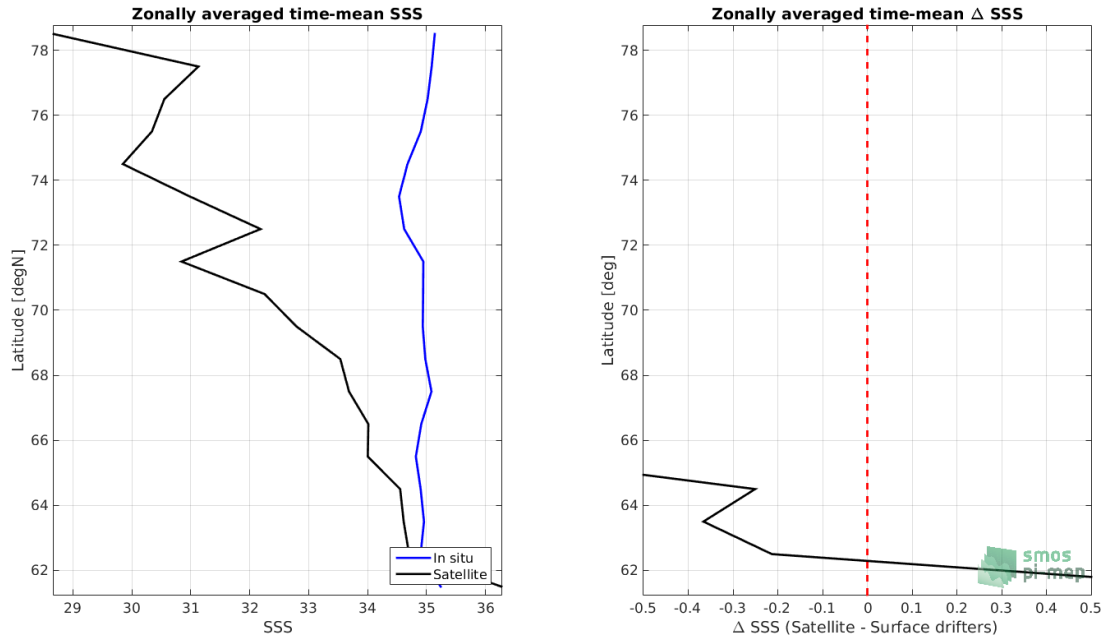 Zonally averaged time-mean SSS
78
76
74
72
70
68
66
64
62
Latitude [degN]
29 30 31 32 33 34 35 36
SSS
In situ
Satellite
Zonally averaged time-mean Δ SSS
78
76
74
72
70
68
66
64
62
Latitude [deg]
-0.5 -0.4 -0.3 -0.2 -0.1 0 0.1 0.2 0.3 0.4 0.5
Δ SSS (Satellite - Surface drifters)
smos
pi-mep